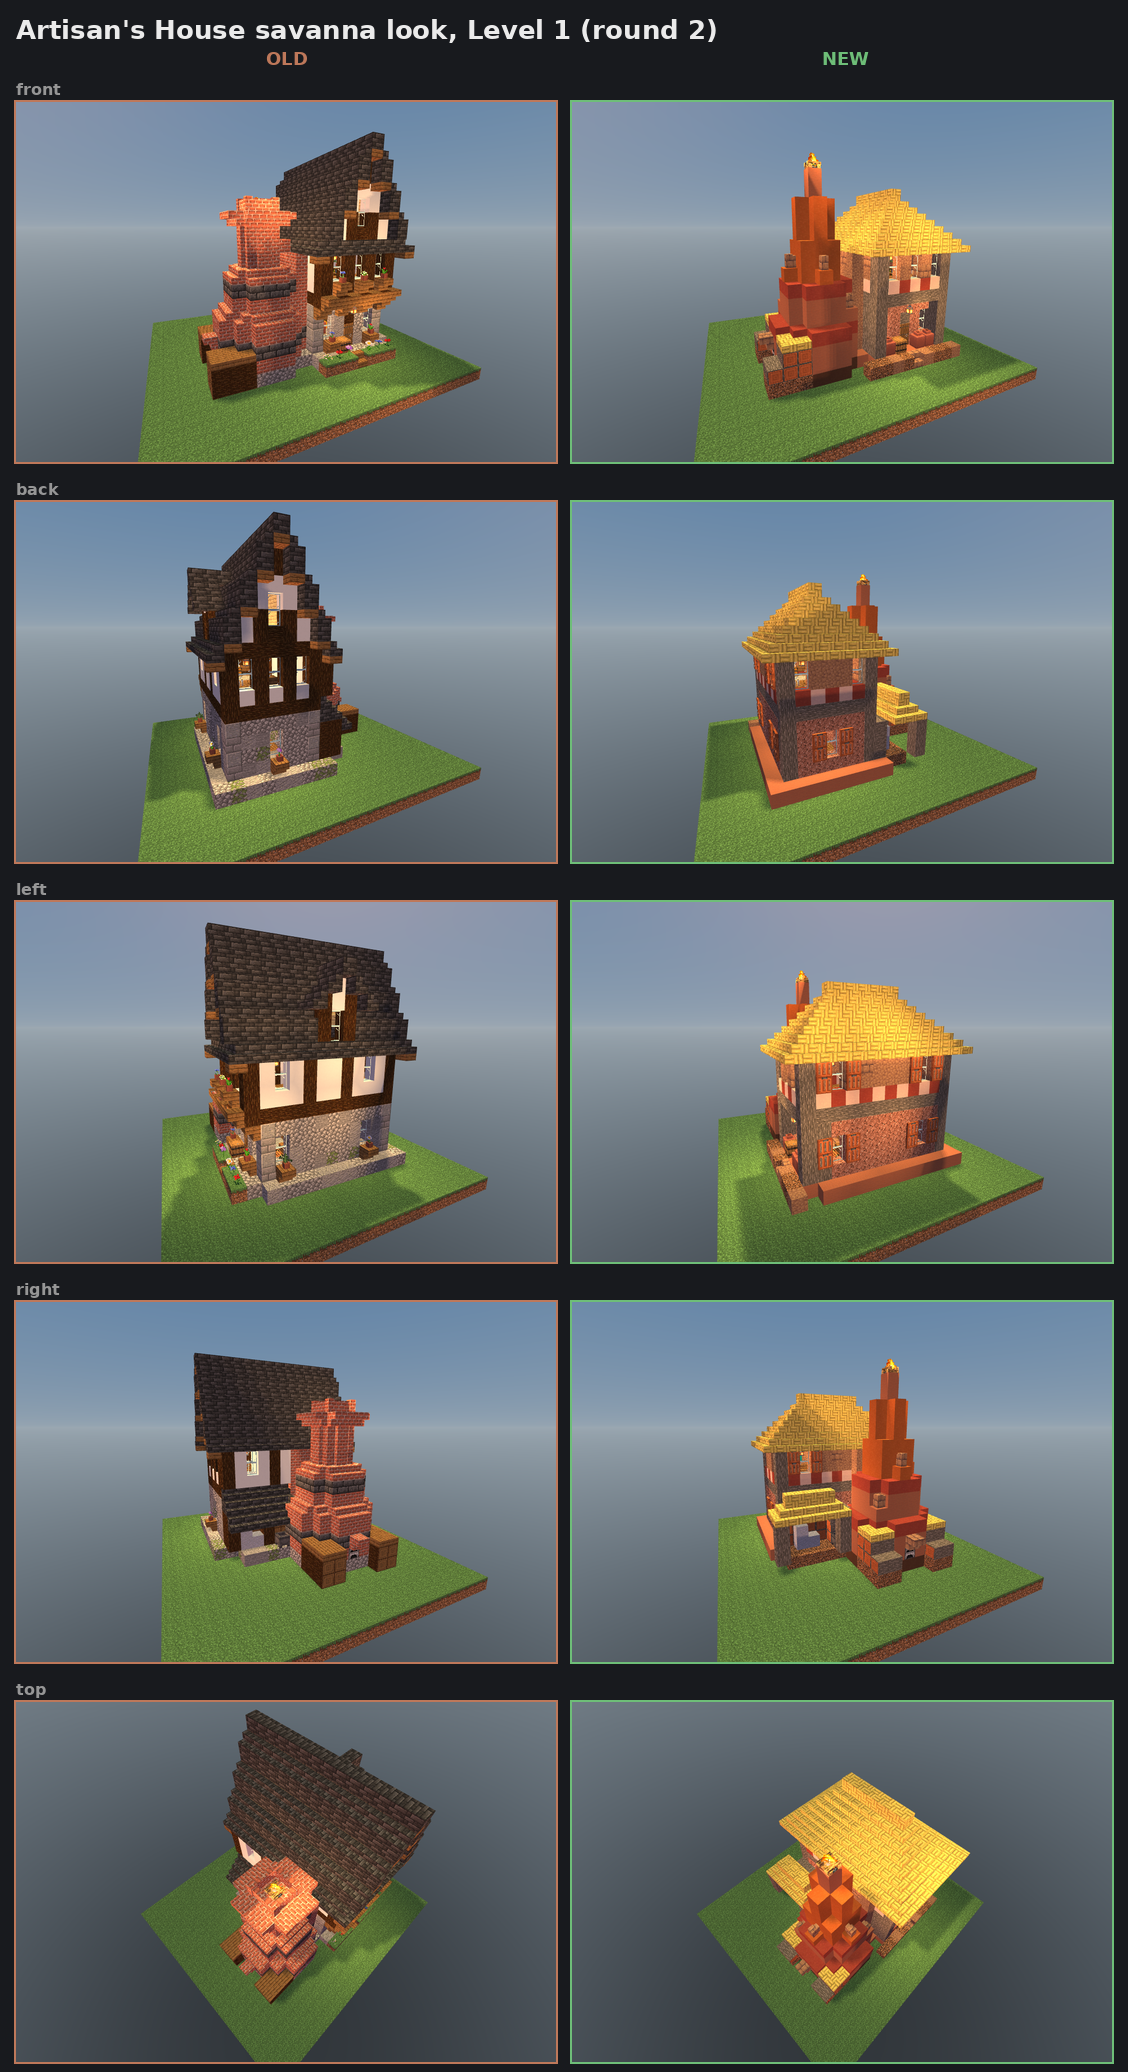 Artisan's House savanna look, Level 1 (round 2)
OLD NEW
front
back
left
right
top